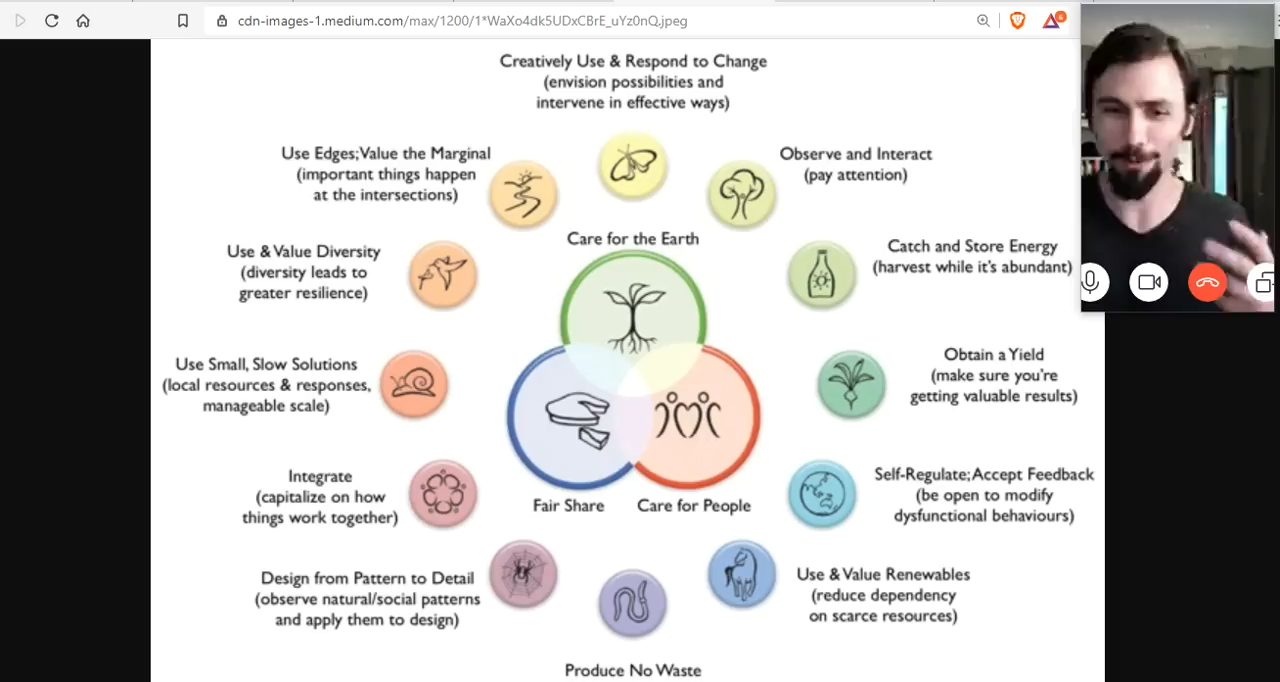 cdn-images-1.medium.com/max/1200/1*WaXo4dk5UDxCBrE_uYz0nQ.jpeg
6
Creatively Use & Respond to Change
(envision possibilities and
intervene in effective ways)
Observe and Interact
(pay attention)
Catch and Store Energy
(harvest while it's abundant)
Obtain a Yield
(make sure you're
getting valuable results)
Self-Regulate; Accept Feedback
(be open to modify
dysfunctional behaviours)
Use & Value Renewables
(reduce dependency
on scarce resources)
Produce No Waste
Design from Pattern to Detail
(observe natural/social patterns
and apply them to design)
Integrate
(capitalize on how
things work together)
Use Small, Slow Solutions
(local resources & responses,
manageable scale)
Use & Value Diversity
(diversity leads to
greater resilience)
Use Edges; Value the Marginal
(important things happen
at the intersections)
Care for the Earth
Fair Share
Care for People